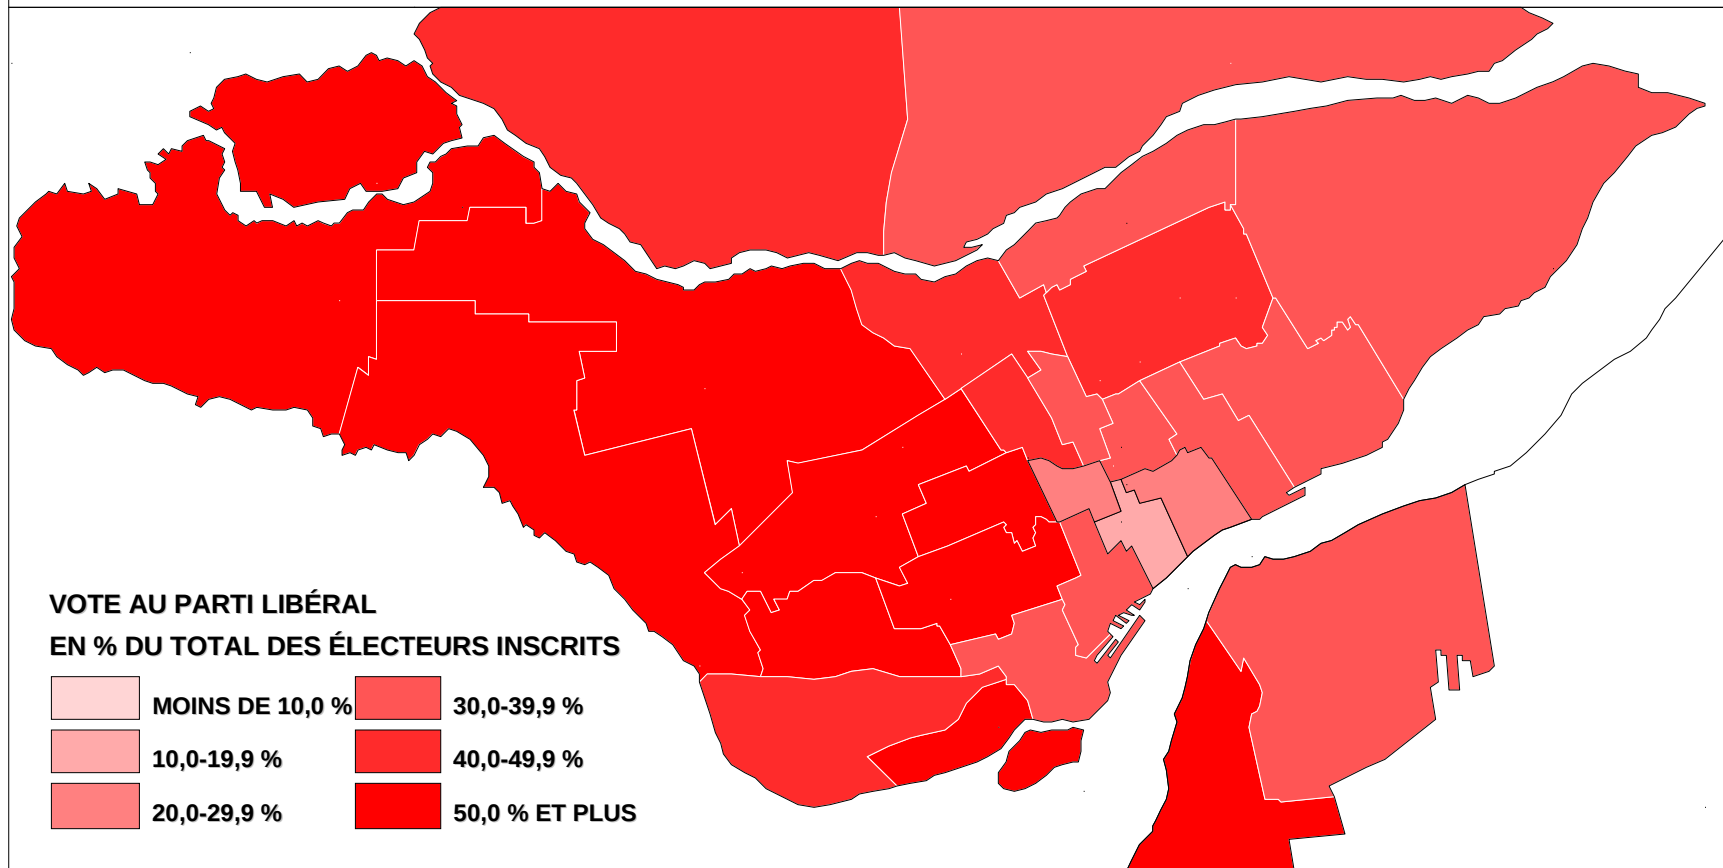 VOTE AU PARTI LIBÉRAL
EN % DU TOTAL DES ÉLECTEURS INSCRITS
MOINS DE 10,0 %
30,0-39,9 %
10,0-19,9 %
40,0-49,9 %
20,0-29,9 %
50,0 % ET PLUS